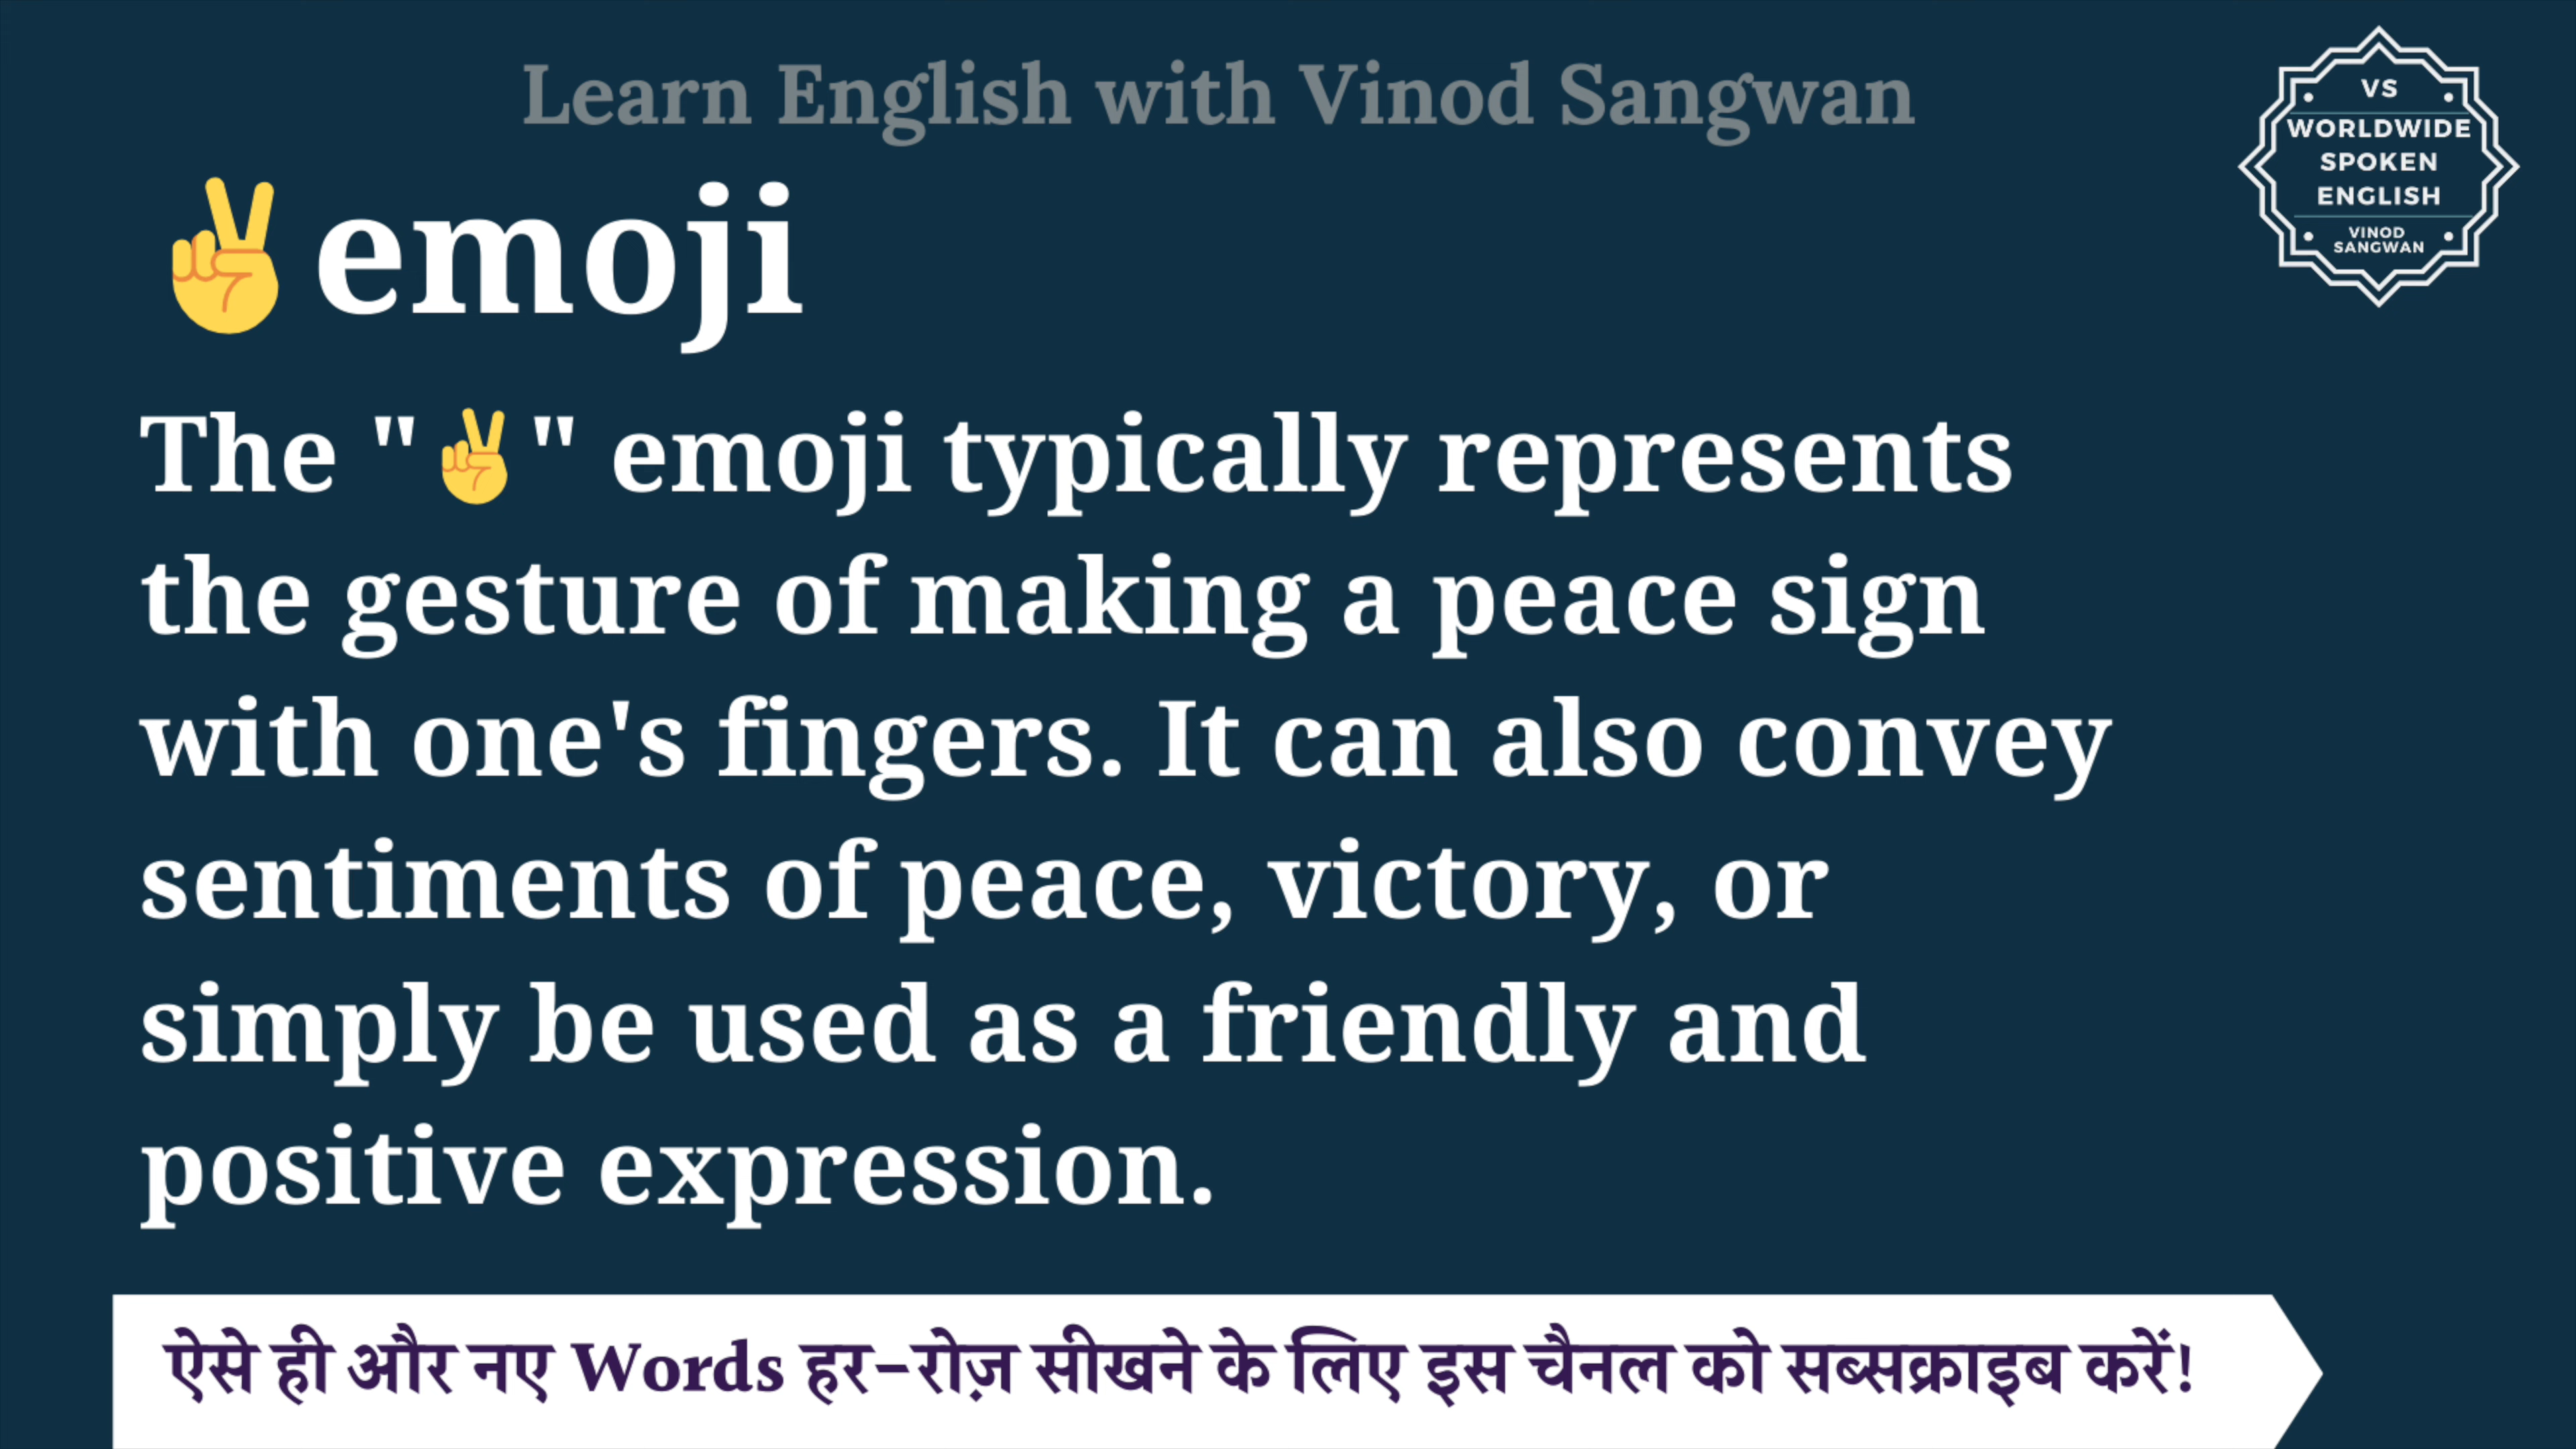 Learn English with Vinod Sangwan
VS
WORLDWIDE
SPOKEN
ENGLISH
VINOD
SANGWAN
✌emoji
The "✌" emoji typically represents
the gesture of making a peace sign
with one's fingers. It can also convey
sentiments of peace, victory, or
simply be used as a friendly and
positive expression.
ऐसे ही और नए Words हर-रोज़ सीखने के लिए इस चैनल को सब्सक्राइब करें!